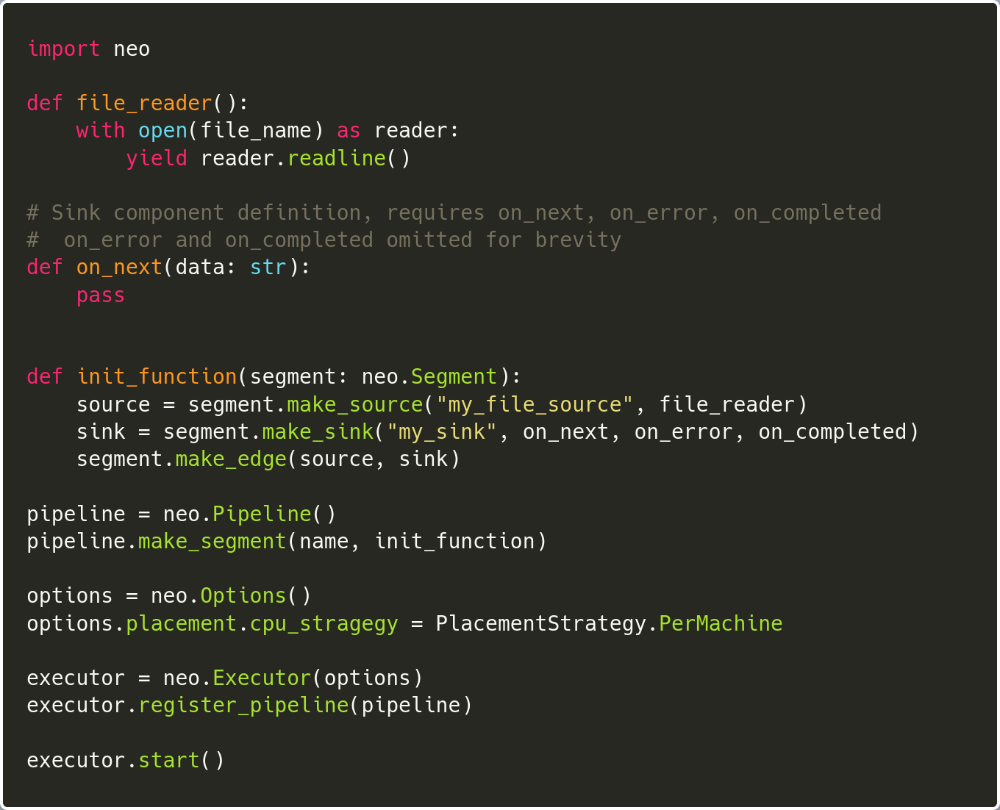 import neo

def file_reader():
    with open(file_name) as reader:
        yield reader.readline()

# Sink component definition, requires on_next, on_error, on_completed
#  on_error and on_completed omitted for brevity
def on_next(data: str):
    pass


def init_function(segment: neo.Segment):
    source = segment.make_source("my_file_source", file_reader)
    sink = segment.make_sink("my_sink", on_next, on_error, on_completed)
    segment.make_edge(source, sink)

pipeline = neo.Pipeline()
pipeline.make_segment(name, init_function)

options = neo.Options()
options.placement.cpu_stragegy = PlacementStrategy.PerMachine

executor = neo.Executor(options)
executor.register_pipeline(pipeline)

executor.start()